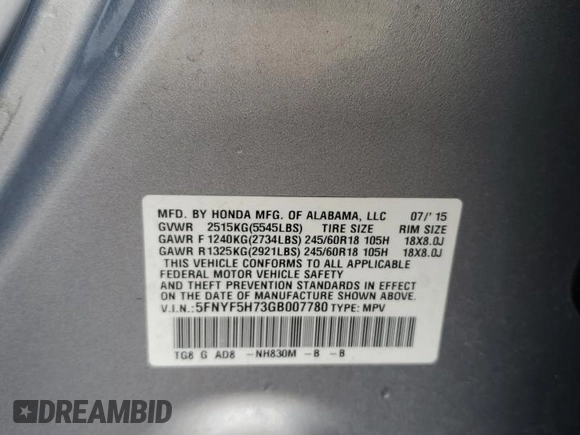 MFD. BY HONDA MFG. OF ALABAMA, LLC 07/'15
GVWR 2515KG(5545LBS) TIRE SIZE RIM SIZE
GAWR F 1240KG(2734LBS) 245/60R18 105H 18X8.0J
GAWR R1325KG(2921LBS) 245/60R18 105H 18X8.0J
THIS VEHICLE CONFORMS TO ALL APPLICABLE
FEDERAL MOTOR VEHICLE SAFETY
AND THEFT PREVENTION STANDARDS IN EFFECT
ON THE DATE OF MANUFACTURE SHOWN ABOVE.
V.I.N.: 5FNYF5H73GB007780 TYPE: MPV
TG8 G AD8 -NH830M -B -B
DREAMBID